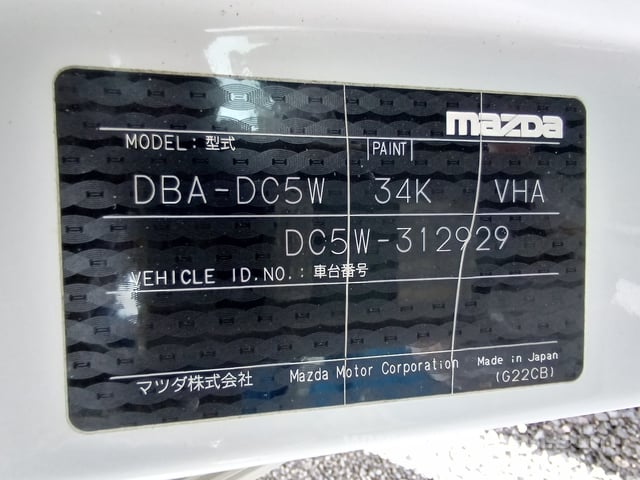 mazda
MODEL：型式 PAINT
DBA-DC5W 34K VHA
DC5W-312929
VEHICLE ID.NO.：車台番号
マツダ株式会社 Mazda Motor Corporation Made in Japan
(G22CB)